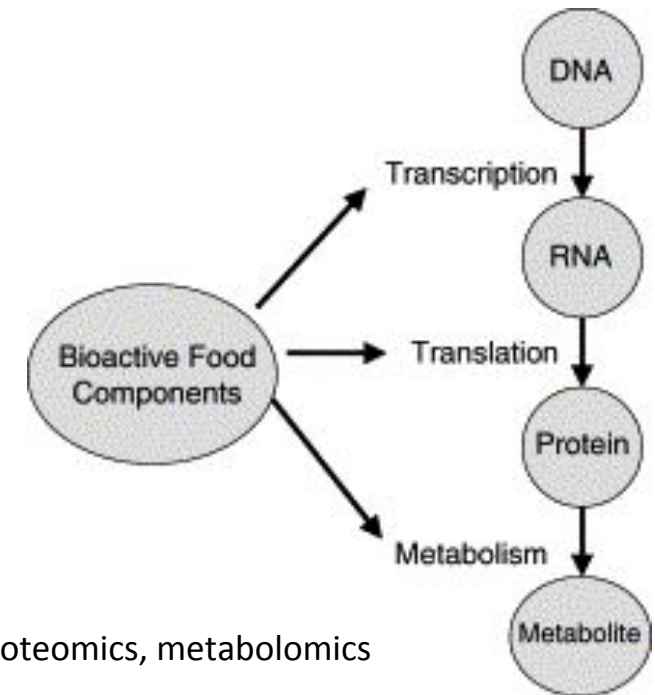 DNA
Transcription
RNA
Bioactive Food
Components
Translation
Protein
Metabolism
Metabolite
oteomics, metabolomics